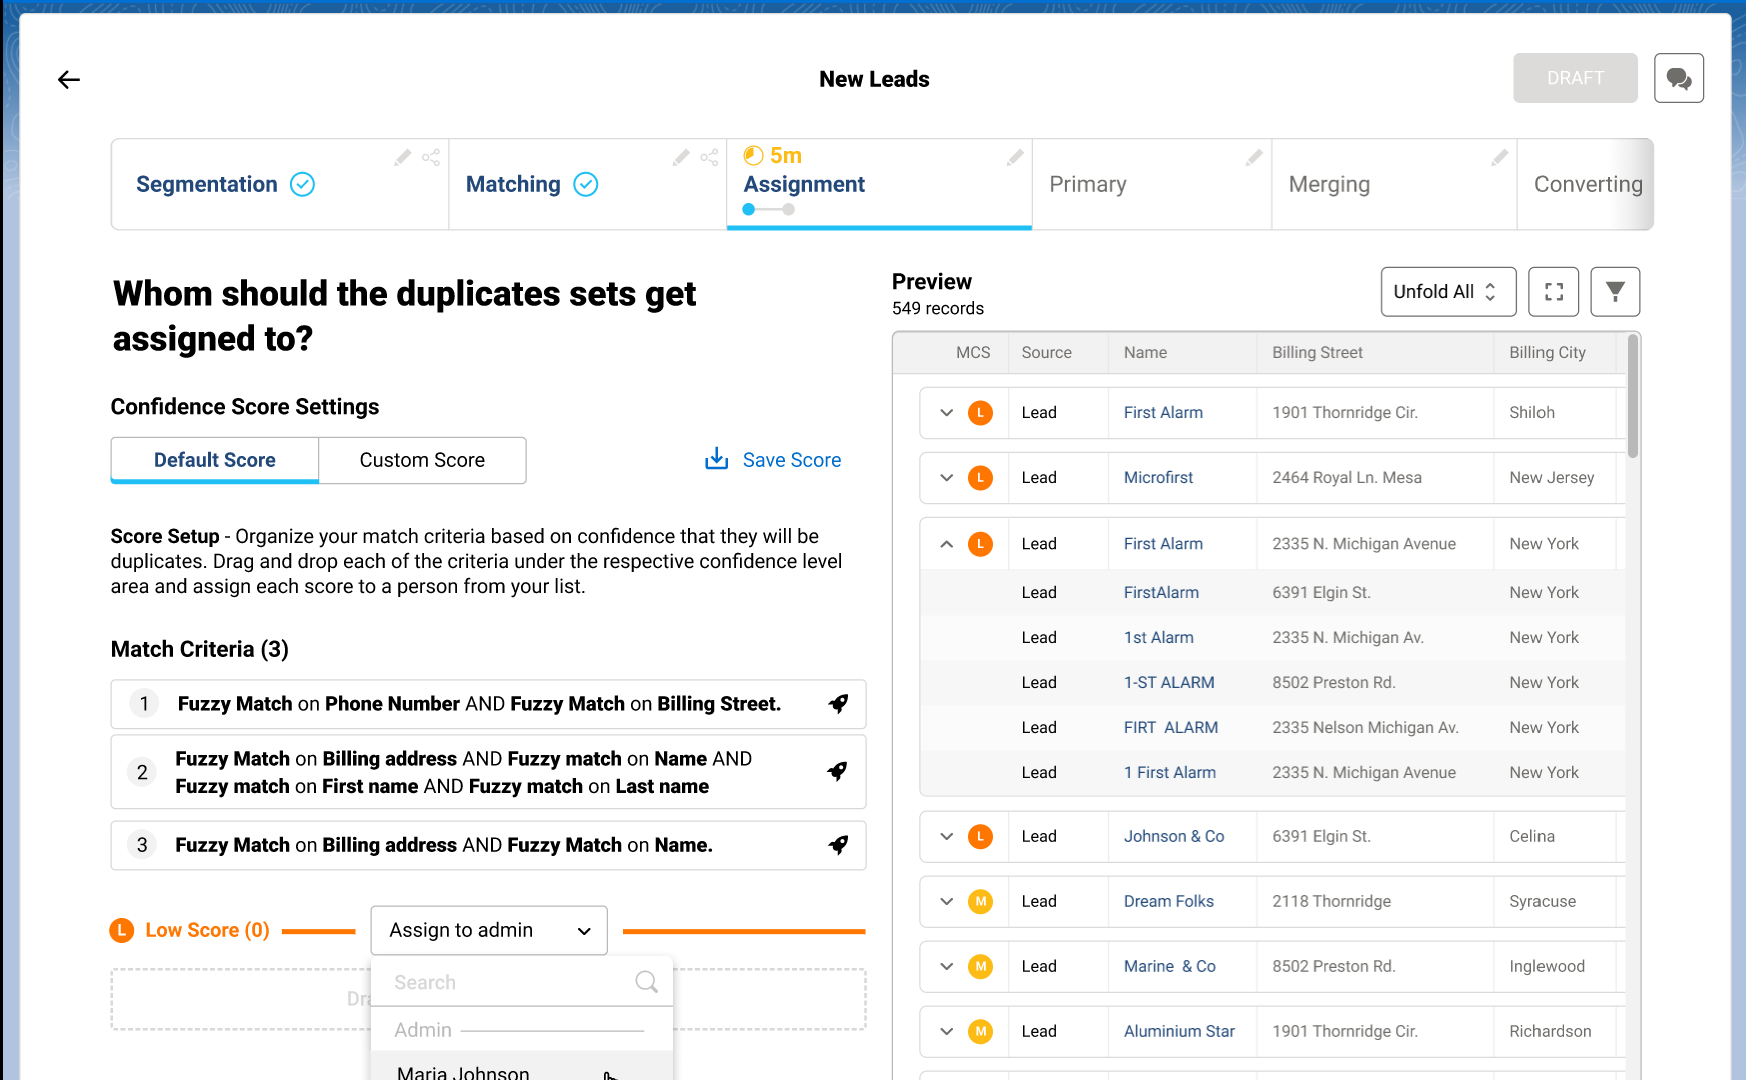 New Leads
DRAFT
Segmentation
Matching
5m
Assignment
Primary
Merging
Converting
Whom should the duplicates sets get
assigned to?
Confidence Score Settings
Default Score
Custom Score
Save Score
Score Setup - Organize your match criteria based on confidence that they will be
duplicates. Drag and drop each of the criteria under the respective confidence level
area and assign each score to a person from your list.
Match Criteria (3)
1 Fuzzy Match on Phone Number AND Fuzzy Match on Billing Street.
2 Fuzzy Match on Billing address AND Fuzzy match on Name AND
Fuzzy match on First name AND Fuzzy match on Last name
3 Fuzzy Match on Billing address AND Fuzzy Match on Name.
L Low Score (0)
Assign to admin
Search
Admin
Maria Johnson
Preview
549 records
Unfold All
MCS Source Name Billing Street Billing City
L Lead First Alarm 1901 Thornridge Cir. Shiloh
L Lead Microfirst 2464 Royal Ln. Mesa New Jersey
L Lead First Alarm 2335 N. Michigan Avenue New York
Lead FirstAlarm 6391 Elgin St. New York
Lead 1st Alarm 2335 N. Michigan Av. New York
Lead 1-ST ALARM 8502 Preston Rd. New York
Lead FIRT ALARM 2335 Nelson Michigan Av. New York
Lead 1 First Alarm 2335 N. Michigan Avenue New York
L Lead Johnson & Co 6391 Elgin St. Celina
M Lead Dream Folks 2118 Thornridge Syracuse
M Lead Marine & Co 8502 Preston Rd. Inglewood
M Lead Aluminium Star 1901 Thornridge Cir. Richardson